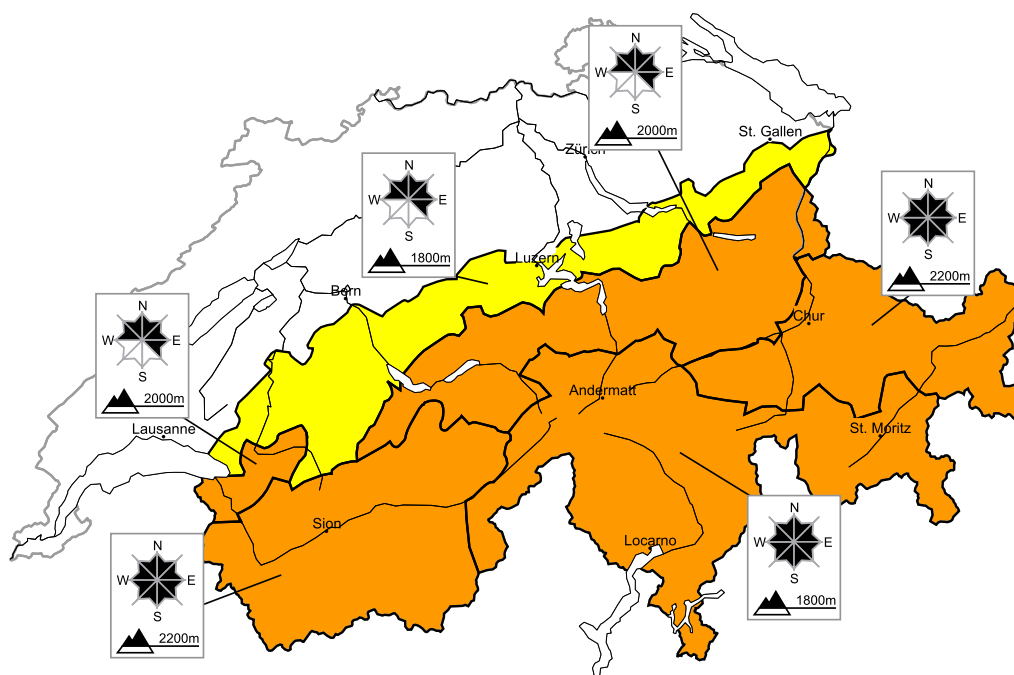 N
W E
S
2000m
St. Gallen
Zürich
N
W E
S
1800m
N
W E
S
2200m
Luzern
Bern
N
W E
S
2000m
Chur
Andermatt
Lausanne
St. Moritz
N
W E
S
1800m
Sion
Locarno
N
W E
S
2200m